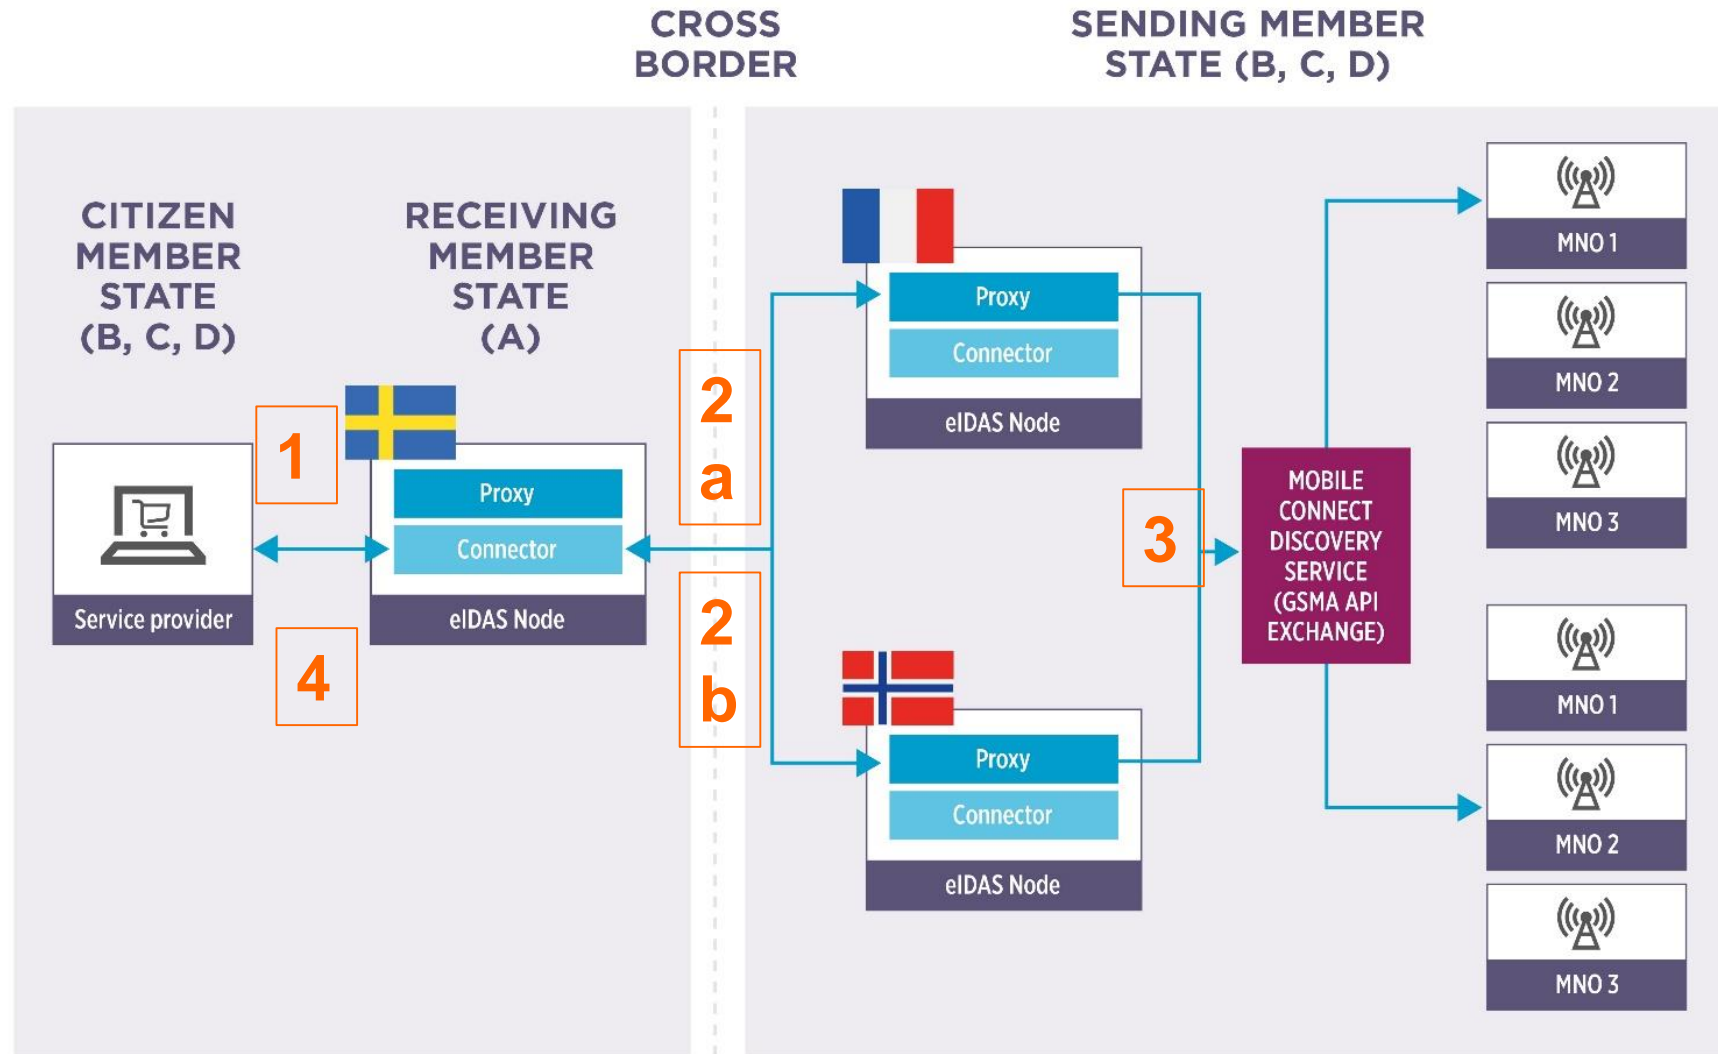 CROSS
BORDER
SENDING MEMBER
STATE (B, C, D)
CITIZEN
MEMBER
STATE
(B, C, D)
RECEIVING
MEMBER
STATE
(A)
1
Service provider
4
Proxy
Connector
eIDAS Node
2
a
2
b
Proxy
Connector
eIDAS Node
Proxy
Connector
eIDAS Node
3
MOBILE
CONNECT
DISCOVERY
SERVICE
(GSMA API
EXCHANGE)
MNO 1
MNO 2
MNO 3
MNO 1
MNO 2
MNO 3